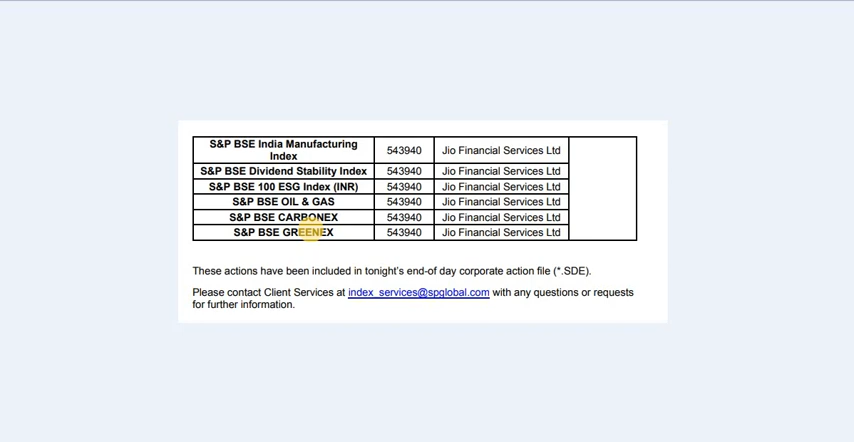 S&P BSE India Manufacturing
Index
543940
Jio Financial Services Ltd
S&P BSE Dividend Stability Index 543940 Jio Financial Services Ltd
S&P BSE 100 ESG Index (INR) 543940 Jio Financial Services Ltd
S&P BSE OIL & GAS 543940 Jio Financial Services Ltd
S&P BSE CARBONEX 543940 Jio Financial Services Ltd
S&P BSE GREENEX 543940 Jio Financial Services Ltd
These actions have been included in tonight's end-of day corporate action file (*.SDE).
Please contact Client Services at index_services@spglobal.com with any questions or requests
for further information.